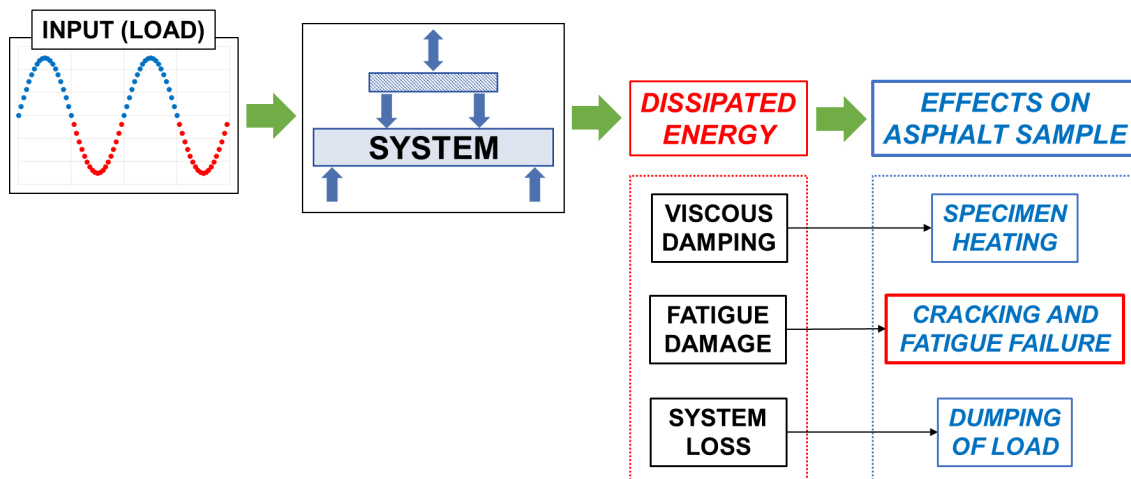 INPUT (LOAD)
SYSTEM
DISSIPATED
ENERGY
EFFECTS ON
ASPHALT SAMPLE
VISCOUS
DAMPING
SPECIMEN
HEATING
FATIGUE
DAMAGE
CRACKING AND
FATIGUE FAILURE
SYSTEM
LOSS
DUMPING
OF LOAD